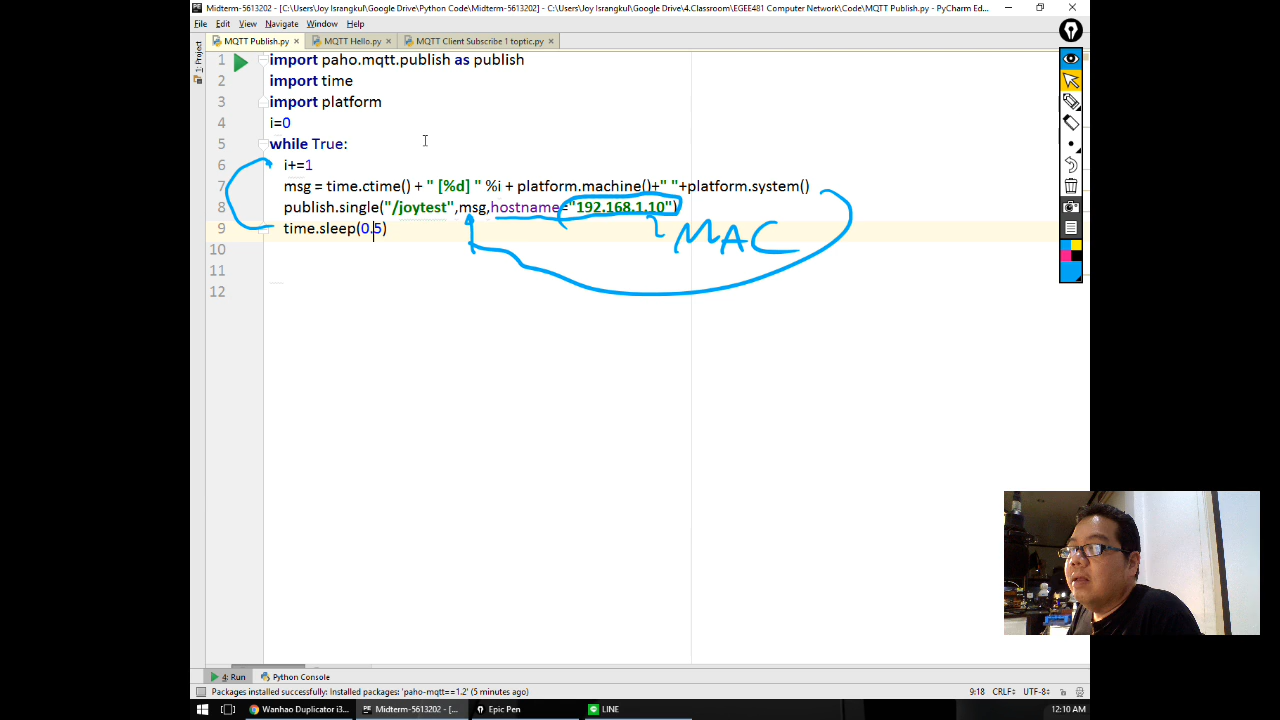 Midterm-5613202 - [C:\Users\Joy Israngkul\Google Drive\Python Code\Midterm-5613202] - C:\Users\Joy Israngkul\Google Drive\4.Classroom\EGEE481 Computer Network\Code\MQTT Publish.py - PyCharm Ed...
File Edit View Navigate Window Help
MQTT Publish.py MQTT Hello.py MQTT Client Subscribe 1 toptic.py
1: Project
1 import paho.mqtt.publish as publish
2 import time
3 import platform
4 i=0
5 while True:
6 i+=1
7 msg = time.ctime() + " [%d] " %i + platform.machine()+" "+platform.system()
8 publish.single("/joytest",msg,hostname="192.168.1.10")
9 time.sleep(0.5)
MAC
10
11
12
4: Run Python Console
Packages installed successfully: Installed packages: 'paho-mqtt==1.2' (5 minutes ago) 9:18 CRLF÷ UTF-8÷
Wanhao Duplicator i3... Midterm-5613202 - [... Epic Pen LINE 12:10 AM